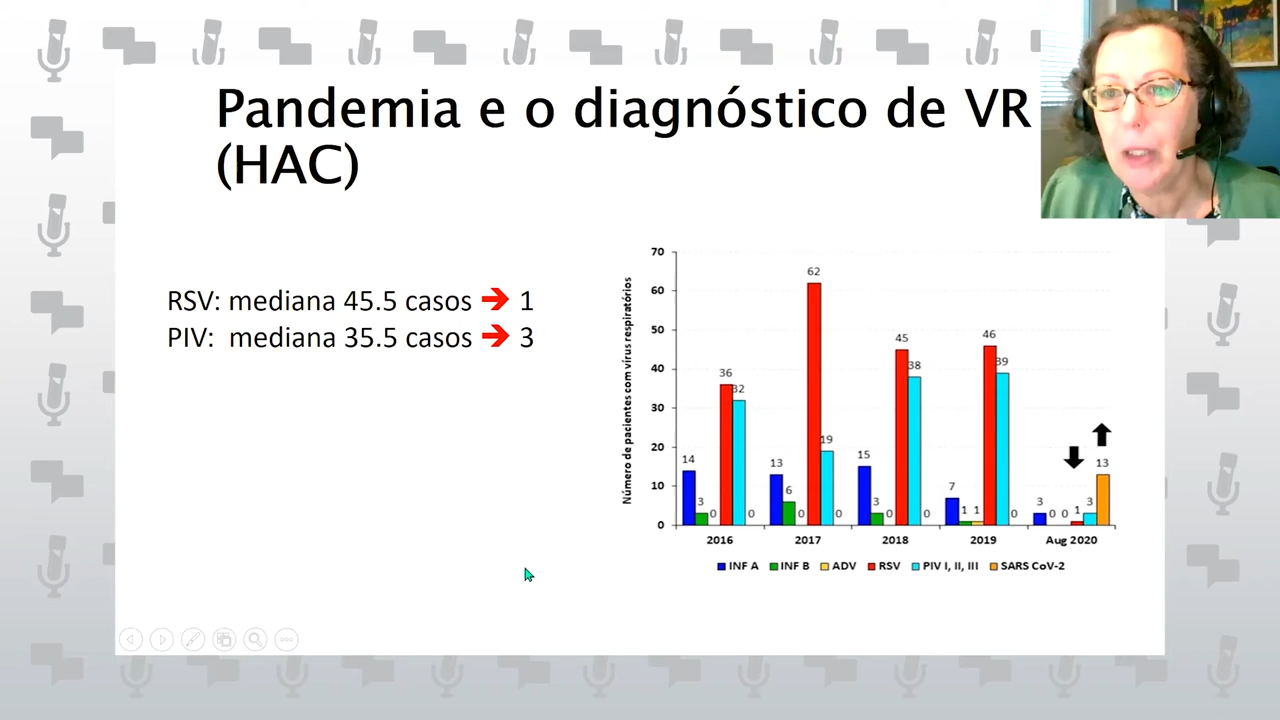 Pandemia e o diagnóstico de VR
(HAC)
RSV: mediana 45.5 casos ➔ 1
PIV: mediana 35.5 casos ➔ 3
Número de pacientes com vírus respiratórios
70
60
50
40
30
20
10
0
14 3 0 36 32 0
13 6 0 62 19 0
15 3 0 45 38 0
7 1 1 46 39 0
3 0 0 1 3 13
2016 2017 2018 2019 Aug 2020
INF A INF B ADV RSV PIV I, II, III SARS CoV-2